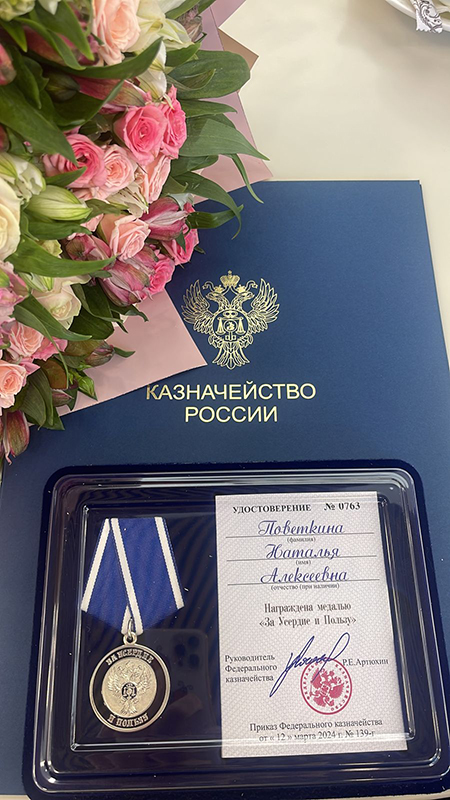 КАЗНАЧЕЙСТВО
РОССИИ
УДОСТОВЕРЕНИЕ № 0763
Поветкина
(фамилия)
Наталья
(имя)
Алексеевна
(отчество (при наличии)
Награждена медалью
«За Усердие и Пользу»
Руководитель
Федерального
казначейства
Р.Е.Артюхин
Приказ Федерального казначейства
от « 12 » марта 2024 г. № 139-г
ЗА УСЕРДИЕ
И ПОЛЬЗУ